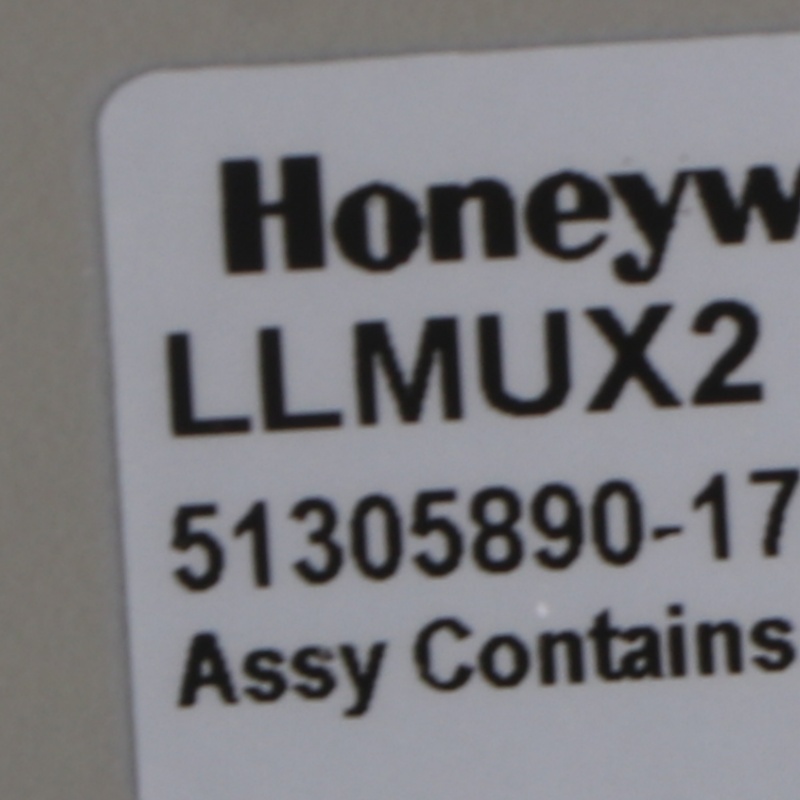 Honeyw
LLMUX2
51305890-17
Assy Contains